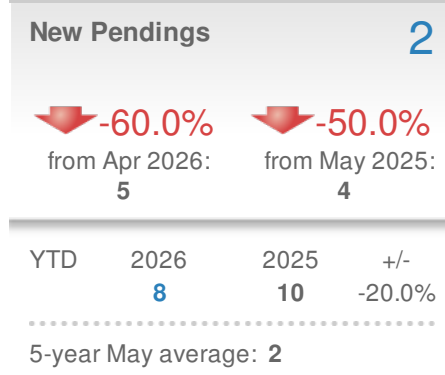 New Pendings 2
-60.0% -50.0%
from Apr 2026: from May 2025:
5 4
YTD 2026 2025 +/-
8 10 -20.0%
5-year May average: 2